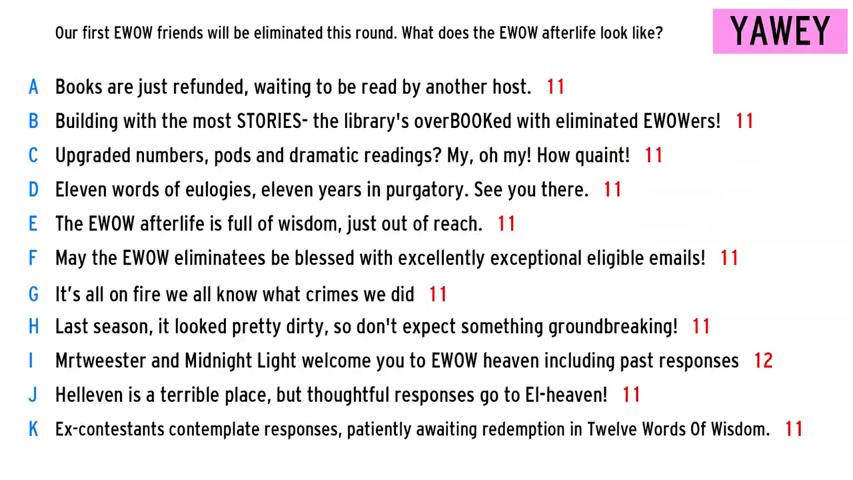 Our first EWOW friends will be eliminated this round. What does the EWOW afterlife look like?
YAWEY
A Books are just refunded, waiting to be read by another host. 11
B Building with the most STORIES- the library's overBOOKed with eliminated EWOWers! 11
C Upgraded numbers, pods and dramatic readings? My, oh my! How quaint! 11
D Eleven words of eulogies, eleven years in purgatory. See you there. 11
E The EWOW afterlife is full of wisdom, just out of reach. 11
F May the EWOW eliminatees be blessed with excellently exceptional eligible emails! 11
G It’s all on fire we all know what crimes we did 11
H Last season, it looked pretty dirty, so don't expect something groundbreaking! 11
I Mrtweester and Midnight Light welcome you to EWOW heaven including past responses 12
J Helleven is a terrible place, but thoughtful responses go to El-heaven! 11
K Ex-contestants contemplate responses, patiently awaiting redemption in Twelve Words Of Wisdom. 11